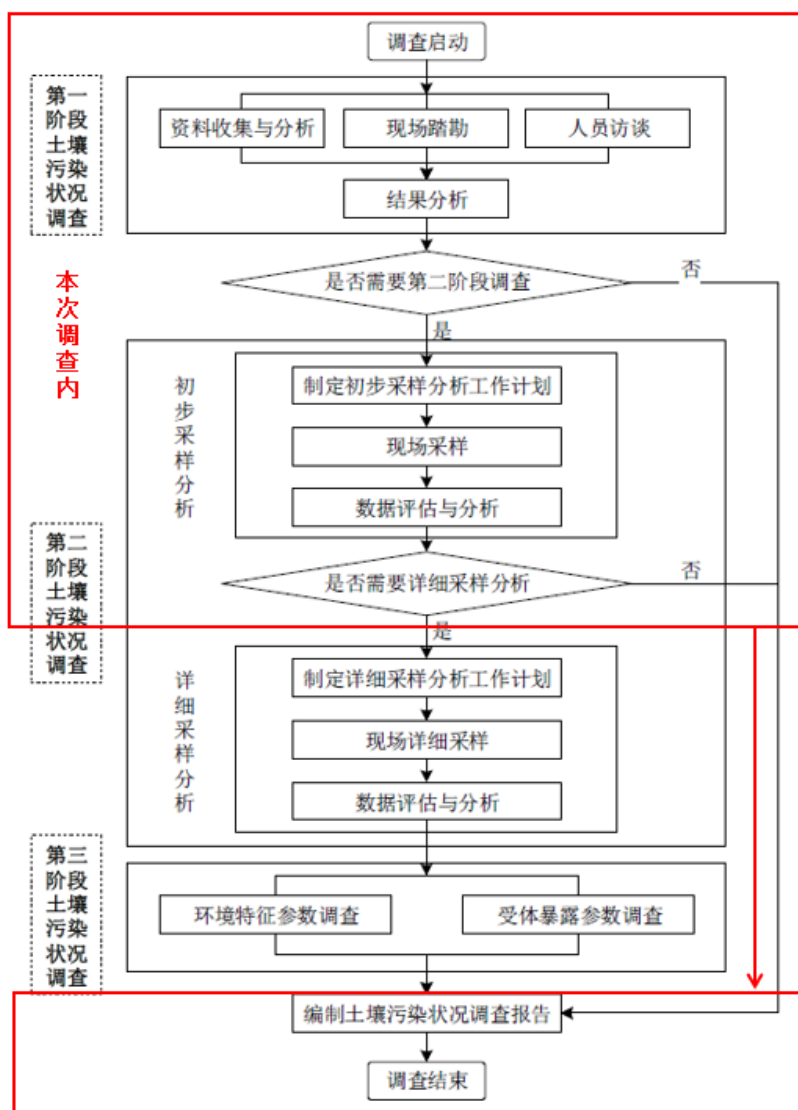 调查启动
第一阶段土壤污染状况调查
资料收集与分析
现场踏勘
人员访谈
结果分析
是否需要第二阶段调查
否
是
本次调查内
初步采样分析
制定初步采样分析工作计划
现场采样
数据评估与分析
第二阶段土壤污染状况调查
是否需要详细采样分析
否
是
详细采样分析
制定详细采样分析工作计划
现场详细采样
数据评估与分析
第三阶段土壤污染状况调查
环境特征参数调查
受体暴露参数调查
编制土壤污染状况调查报告
调查结束